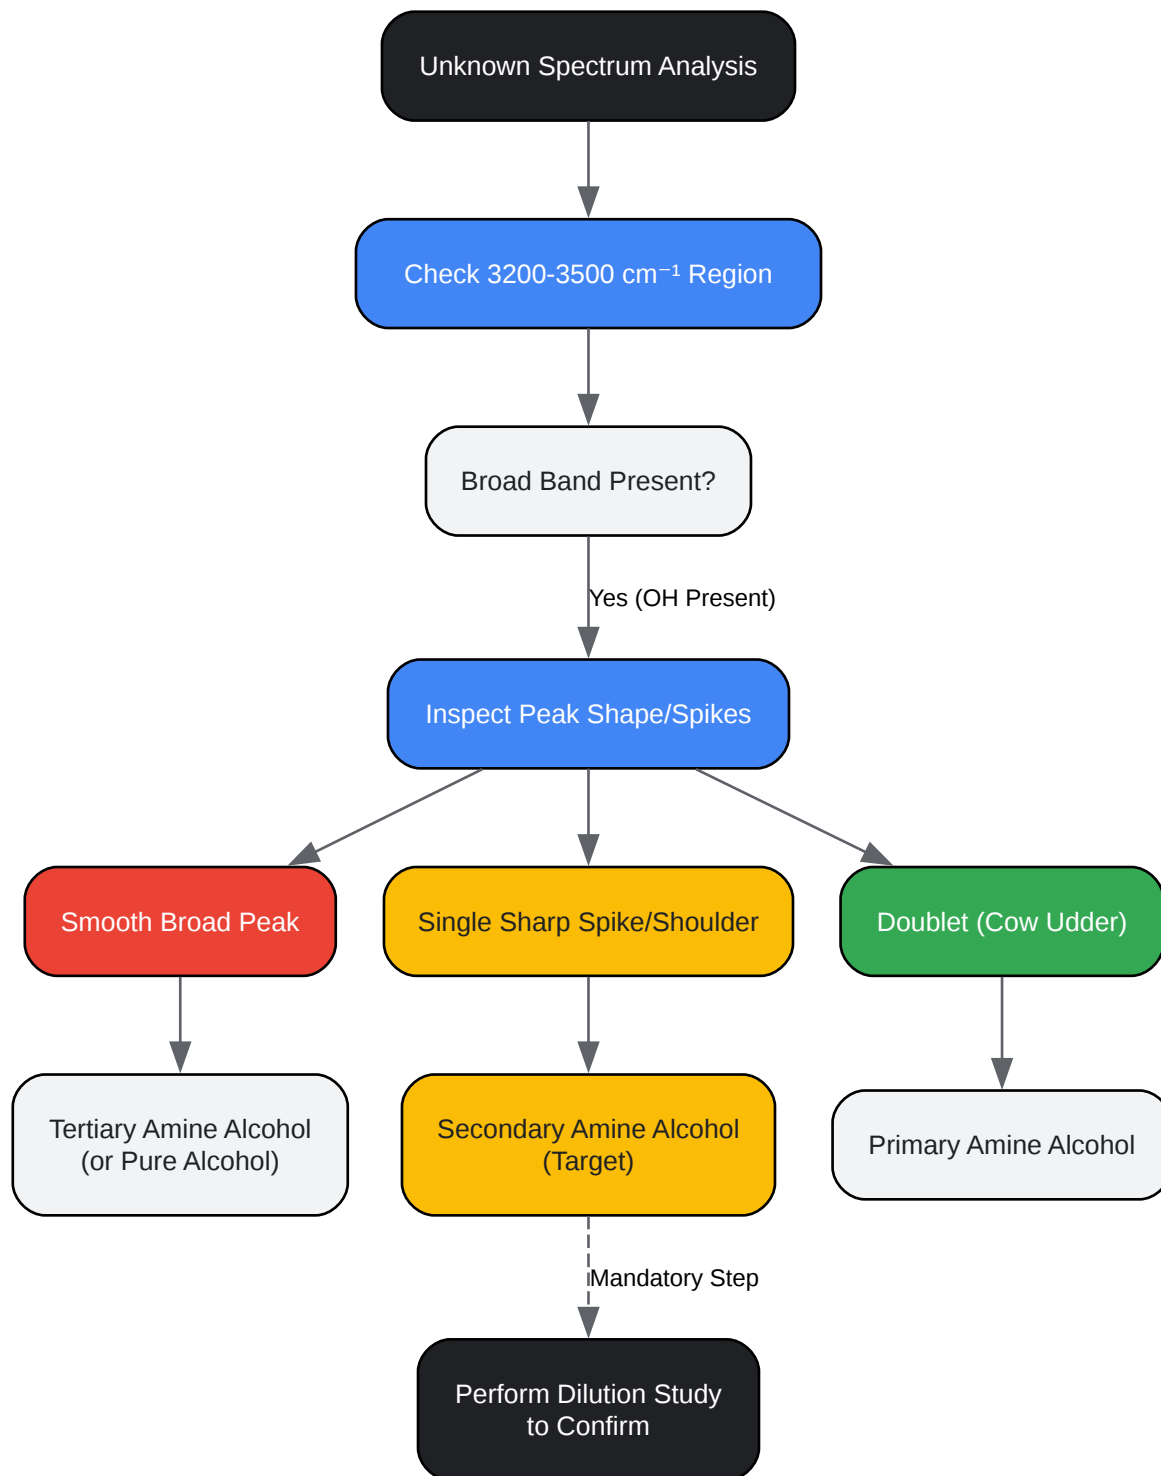 Unknown Spectrum Analysis
Check 3200-3500 cm⁻¹ Region
Broad Band Present?
Yes (OH Present)
Inspect Peak Shape/Spikes
Smooth Broad Peak
Single Sharp Spike/Shoulder
Doublet (Cow Udder)
Tertiary Amine Alcohol
(or Pure Alcohol)
Secondary Amine Alcohol
(Target)
Primary Amine Alcohol
Mandatory Step
Perform Dilution Study
to Confirm